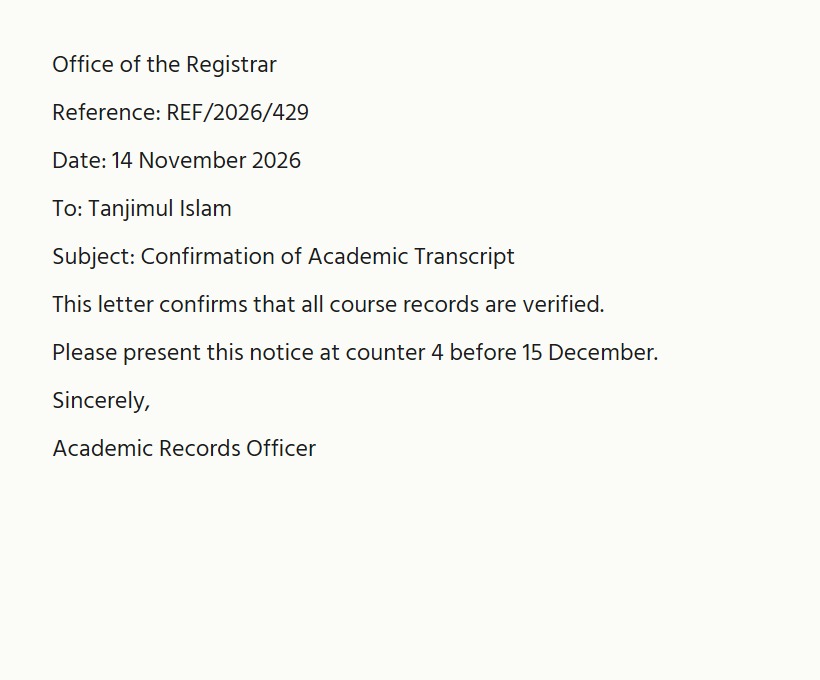 Office of the Registrar
Reference: REF/2026/429
Date: 14 November 2026
To: Tanjimul Islam
Subject: Confirmation of Academic Transcript
This letter confirms that all course records are verified.
Please present this notice at counter 4 before 15 December.
Sincerely,
Academic Records Officer